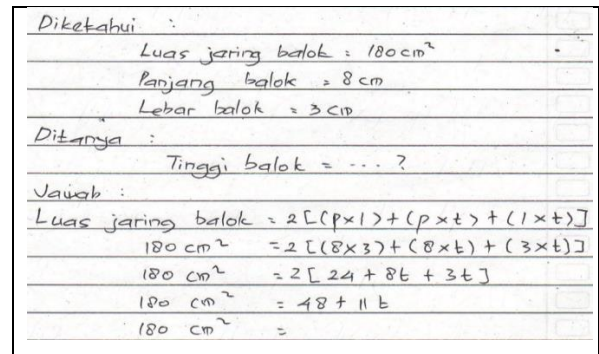 Diketahui :
Luas jaring balok = 180 cm²
Panjang balok = 8 cm
Lebar balok = 3 cm
Ditanya :
Tinggi balok = ... ?
Jawab :
Luas jaring balok = 2 [(p×l)+(p×t)+(l×t)]
180 cm² = 2 [(8×3)+(8×t)+(3×t)]
180 cm² = 2 [24 + 8t + 3t]
180 cm² = 48 + 11 t
180 cm² =